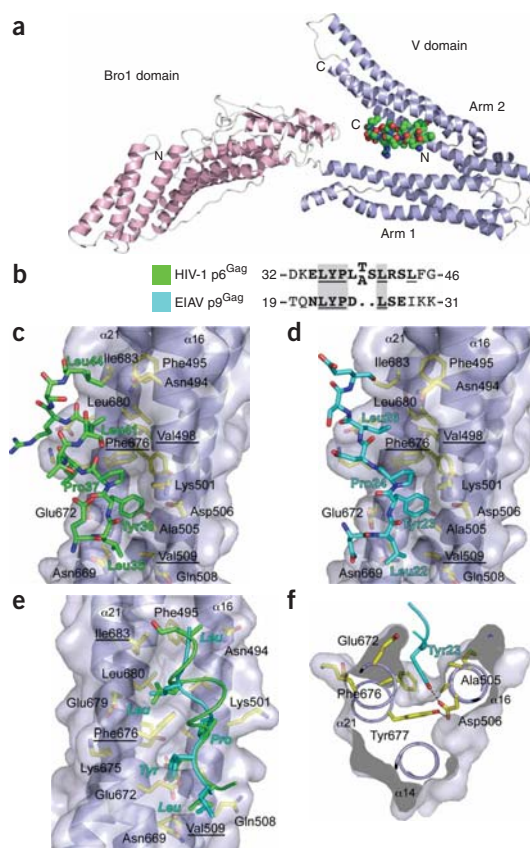 a
Bro1 domain
V domain
C
Arm 2
N
C
N
Arm 1
b
HIV-1 p6Gag 32 –DKELYPLTSLRSLFG– 46
A
EIAV p9Gag 19 –TQNLYPD..LSEIKK– 31
c
α21
α16
Leu44
Ile683
Phe495
Asn494
Leu680
Leu41
Val498
Phe676
Pro37
Lys501
Glu672
Tyr36
Asp506
Ala505
Leu35
Val509
Asn669
Gln508
d
α21
α16
Ile683
Phe495
Asn494
Leu680
Val498
Phe676
Pro24
Lys501
Glu672
Tyr23
Asp506
Ala505
Leu22
Val509
Asn669
Gln508
e
α21
Phe495
α16
Ile683
Leu
Asn494
Leu680
Glu679
Leu
Lys501
Phe676
Pro
Lys675
Tyr
Glu672
Leu
Gln508
Asn669
Val509
f
Glu672
Tyr23
Phe676
Ala505
α21
α16
Tyr677
Asp506
α14